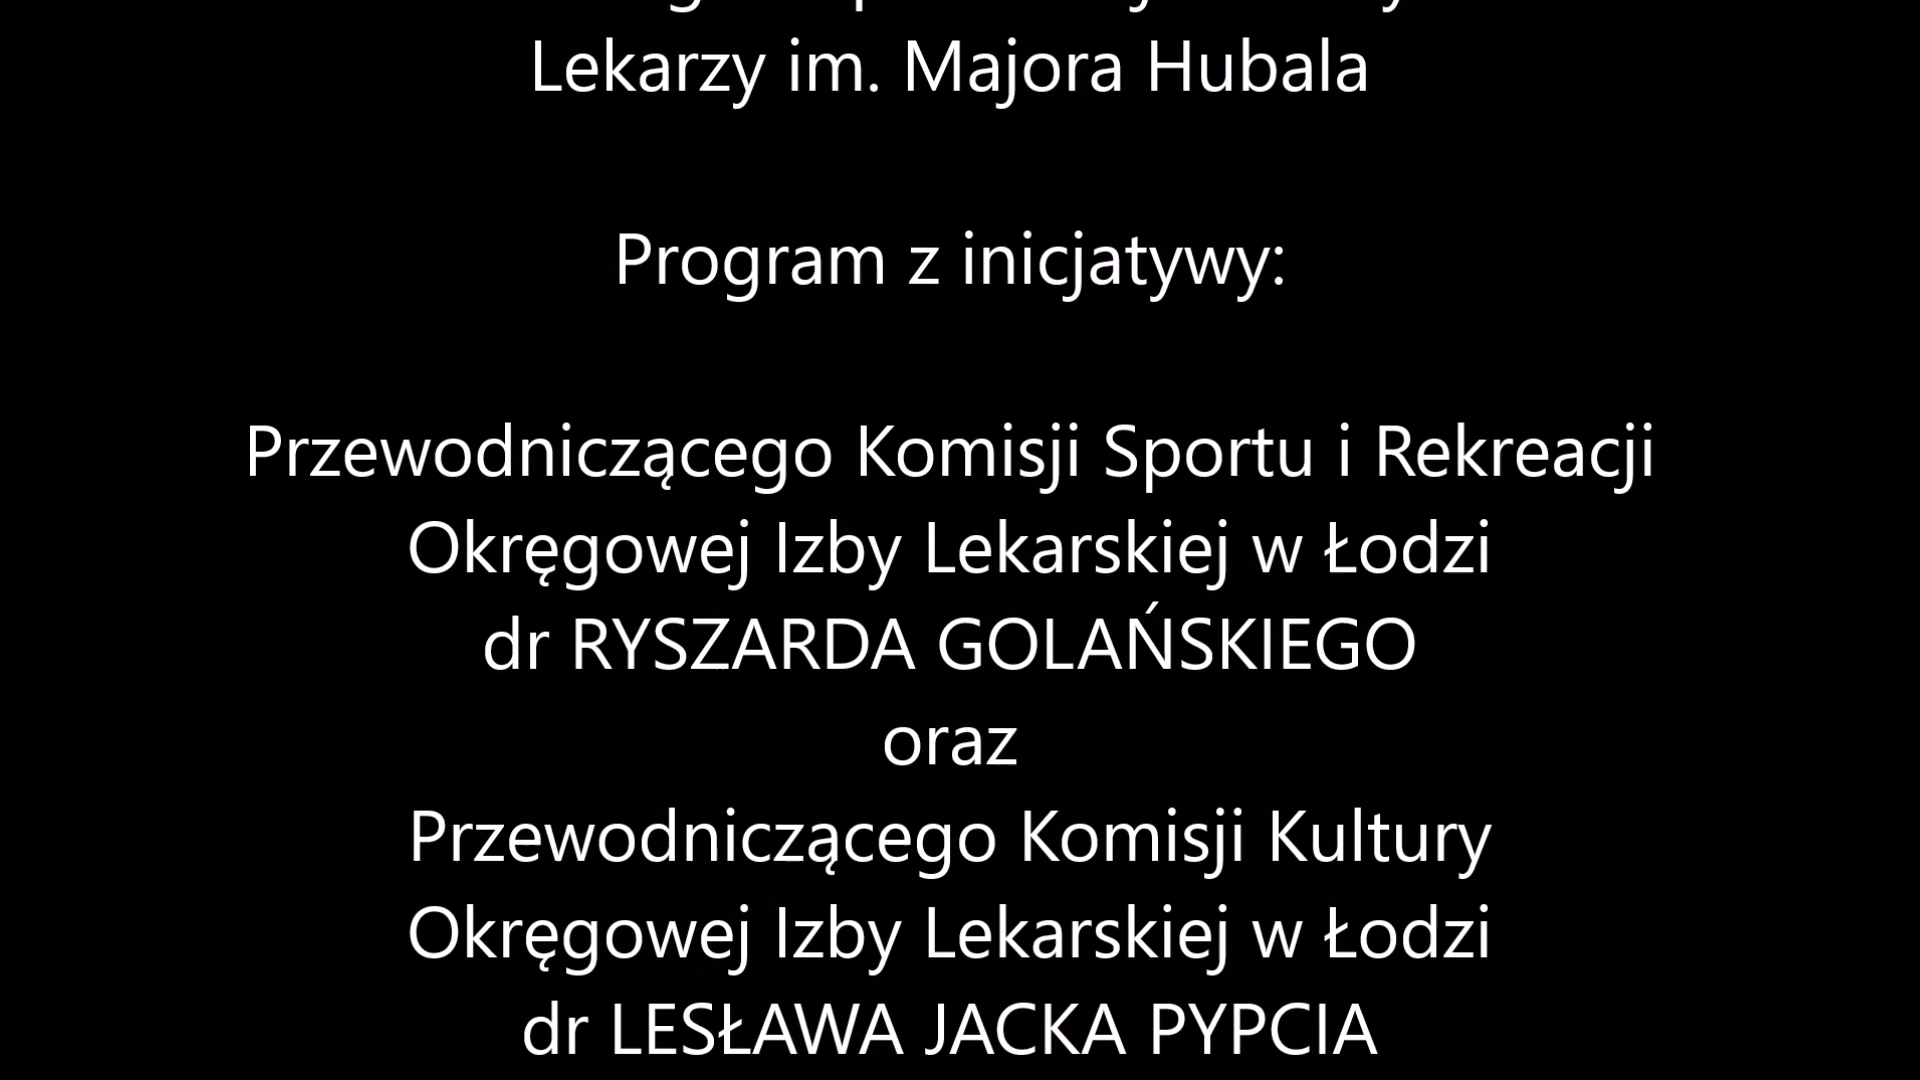 Lekarzy im. Majora Hubala
Program z inicjatywy:
Przewodniczącego Komisji Sportu i Rekreacji
Okręgowej Izby Lekarskiej w Łodzi
dr RYSZARDA GOLAŃSKIEGO
oraz
Przewodniczącego Komisji Kultury
Okręgowej Izby Lekarskiej w Łodzi
dr LESŁAWA JACKA PYPCIA